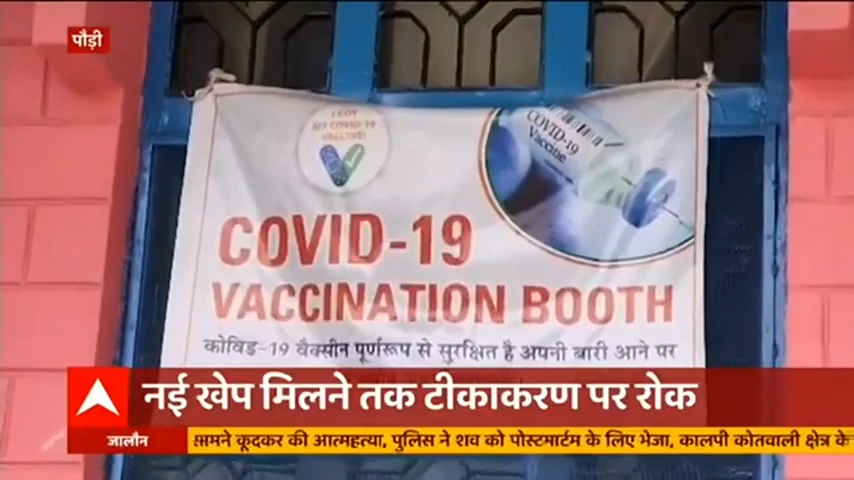 पौड़ी
I GOT
MY COVID-19
VACCINE!
COVID-19
Vaccine
COVID-19
VACCINATION BOOTH
कोविड-19 वैक्सीन पूर्णरूप से सुरक्षित है अपनी बारी आने पर
नई खेप मिलने तक टीकाकरण पर रोक
जालौन
सामने कूदकर की आत्महत्या, पुलिस ने शव को पोस्टमार्टम के लिए भेजा, कालपी कोतवाली क्षेत्र के